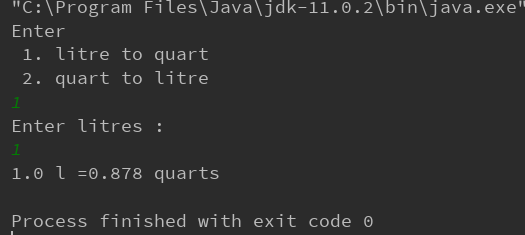 "C:\Program Files\Java\jdk-11.0.2\bin\java.exe"
Enter
1. litre to quart
2. quart to litre
1
Enter litres :
1
1.0 l =0.878 quarts
Process finished with exit code 0